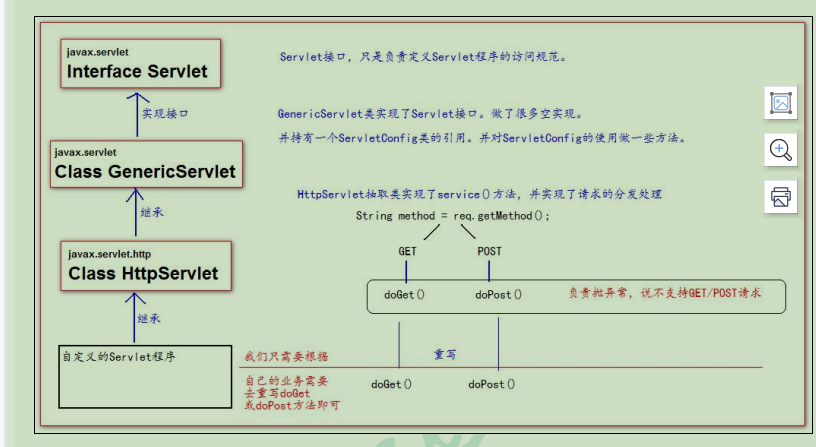 javax.servlet
Interface Servlet
Servlet接口，只是负责定义Servlet程序的访问规范。
实现接口
GenericServlet类实现了Servlet接口。做了很多空实现。
并持有一个ServletConfig类的引用。并对ServletConfig的使用做一些方法。
javax.servlet
Class GenericServlet
继承
HttpServlet抽取类实现了service()方法，并实现了请求的分发处理
String method = req.getMethod();
GET
POST
javax.servlet.http
Class HttpServlet
doGet()
doPost()
负责抛异常，说不支持GET/POST请求
继承
自定义的Servlet程序
我们只需要根据
重写
自己的业务需要
去重写doGet
或doPost方法即可
doGet()
doPost()